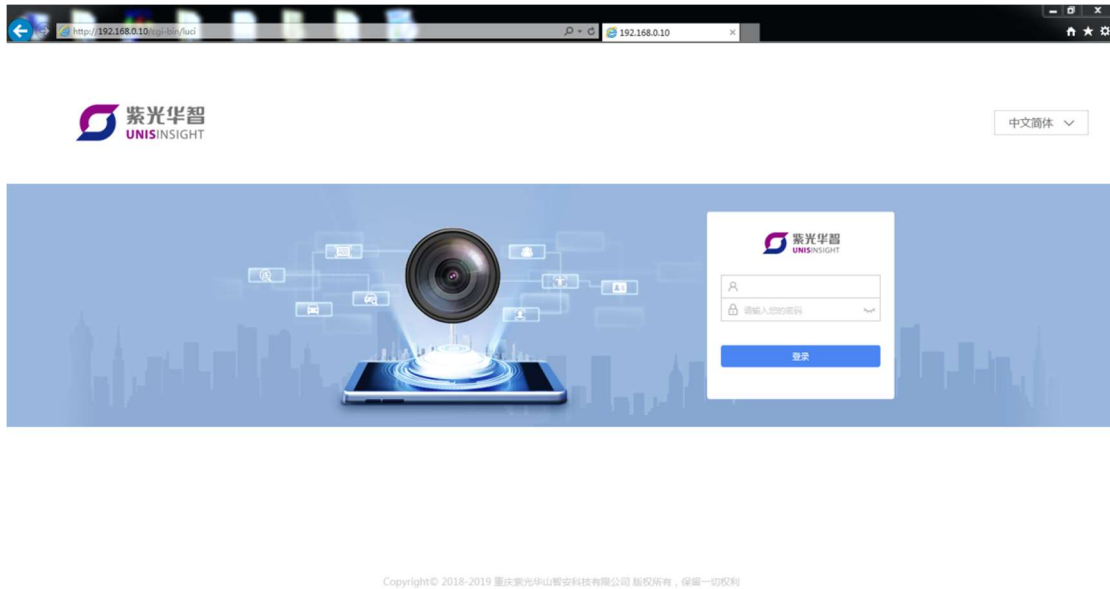 http://192.168.0.10/cgi-bin/luci
192.168.0.10
紫光华智
UNISINSIGHT
中文简体
紫光华智
UNISINSIGHT
请输入您的密码
登录
Copyright© 2018-2019 重庆紫光华山智安科技有限公司 版权所有，保留一切权利